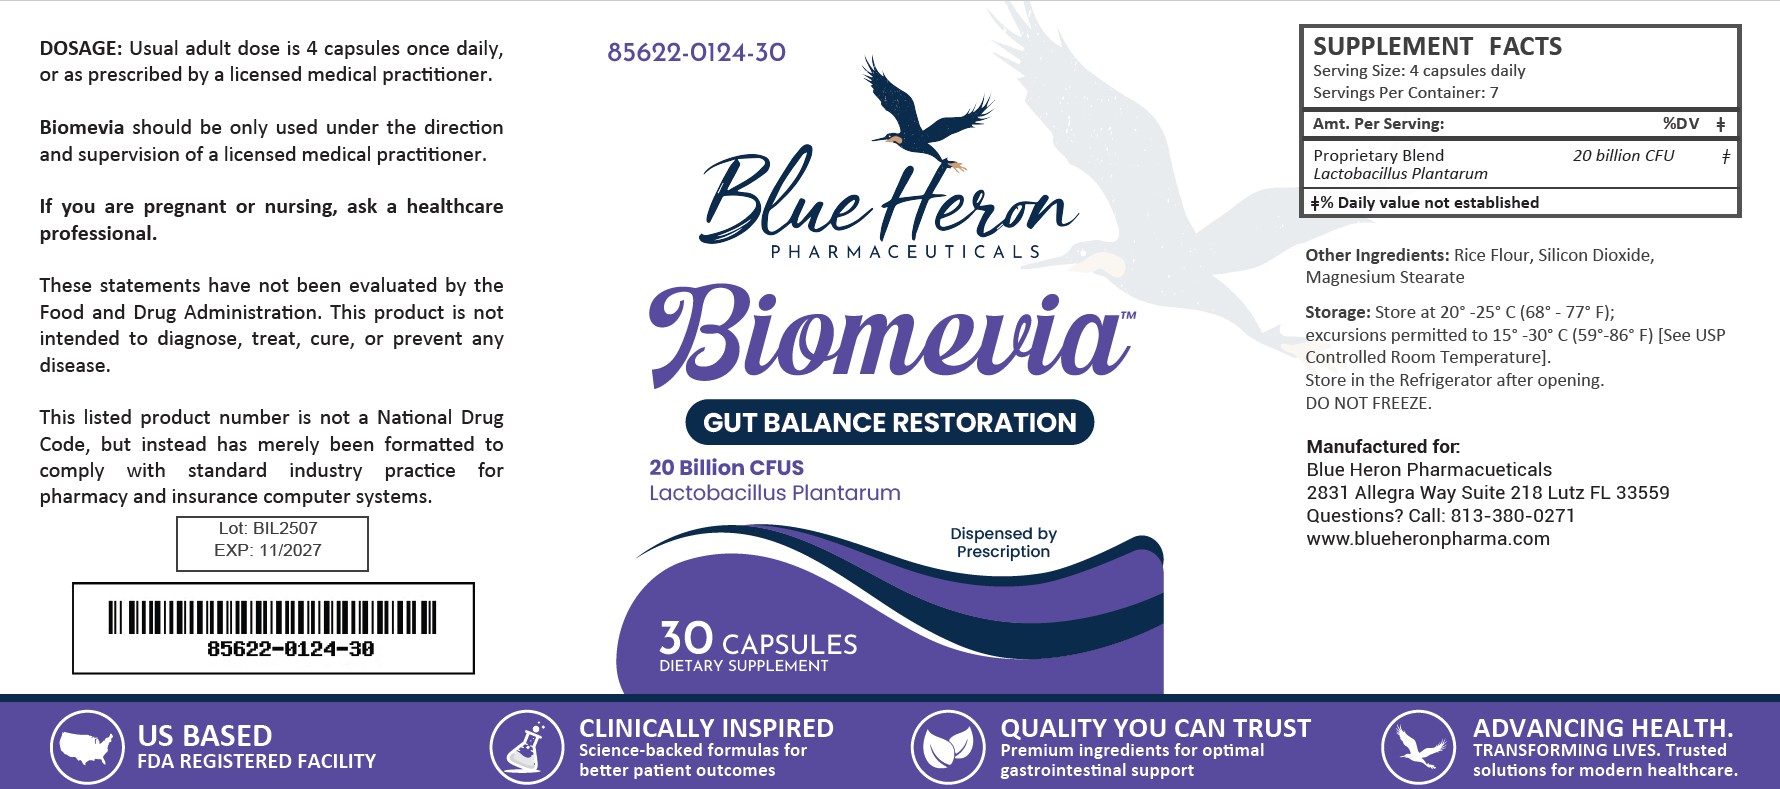 DOSAGE: Usual adult dose is 4 capsules once daily,
or as prescribed by a licensed medical practitioner.
Biomevia should be only used under the direction
and supervision of a licensed medical practitioner.
If you are pregnant or nursing, ask a healthcare
professional.
These statements have not been evaluated by the
Food and Drug Administration. This product is not
intended to diagnose, treat, cure, or prevent any
disease.
This listed product number is not a National Drug
Code, but instead has merely been formatted to
comply with standard industry practice for
pharmacy and insurance computer systems.
Lot: BIL2507
EXP: 11/2027
85622-0124-30
85622-0124-30
Blue Heron
PHARMACEUTICALS
Biomevia™
GUT BALANCE RESTORATION
20 Billion CFUS
Lactobacillus Plantarum
Dispensed by
Prescription
30 CAPSULES
DIETARY SUPPLEMENT
SUPPLEMENT FACTS
Serving Size: 4 capsules daily
Servings Per Container: 7
Amt. Per Serving: %DV ǂ
Proprietary Blend 20 billion CFU ǂ
Lactobacillus Plantarum
ǂ% Daily value not established
Other Ingredients: Rice Flour, Silicon Dioxide,
Magnesium Stearate
Storage: Store at 20° -25° C (68° - 77° F);
excursions permitted to 15° -30° C (59°-86° F) [See USP
Controlled Room Temperature].
Store in the Refrigerator after opening.
DO NOT FREEZE.
Manufactured for:
Blue Heron Pharmacueticals
2831 Allegra Way Suite 218 Lutz FL 33559
Questions? Call: 813-380-0271
www.blueheronpharma.com
US BASED
FDA REGISTERED FACILITY
CLINICALLY INSPIRED
Science-backed formulas for
better patient outcomes
QUALITY YOU CAN TRUST
Premium ingredients for optimal
gastrointestinal support
ADVANCING HEALTH.
TRANSFORMING LIVES. Trusted
solutions for modern healthcare.